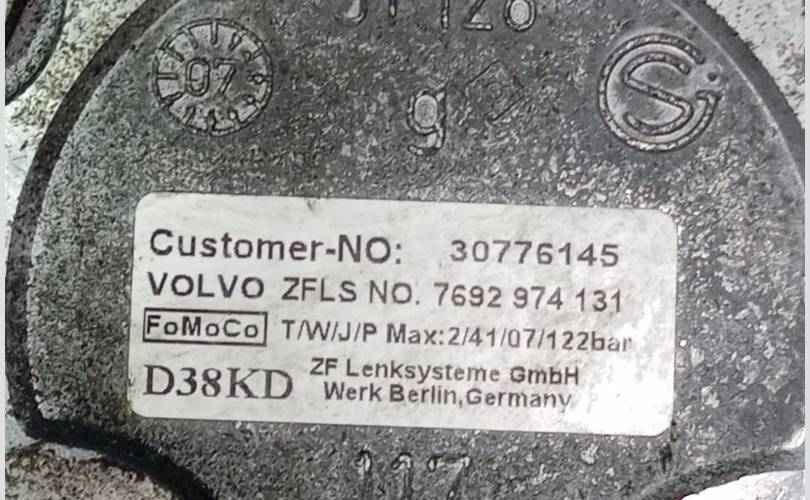 97
g
Customer-NO: 30776145
VOLVO ZFLS NO. 7692 974 131
FoMoCo T/W/J/P Max:2/41/07/122bar
D38KD ZF Lenksysteme GmbH
Werk Berlin,Germany